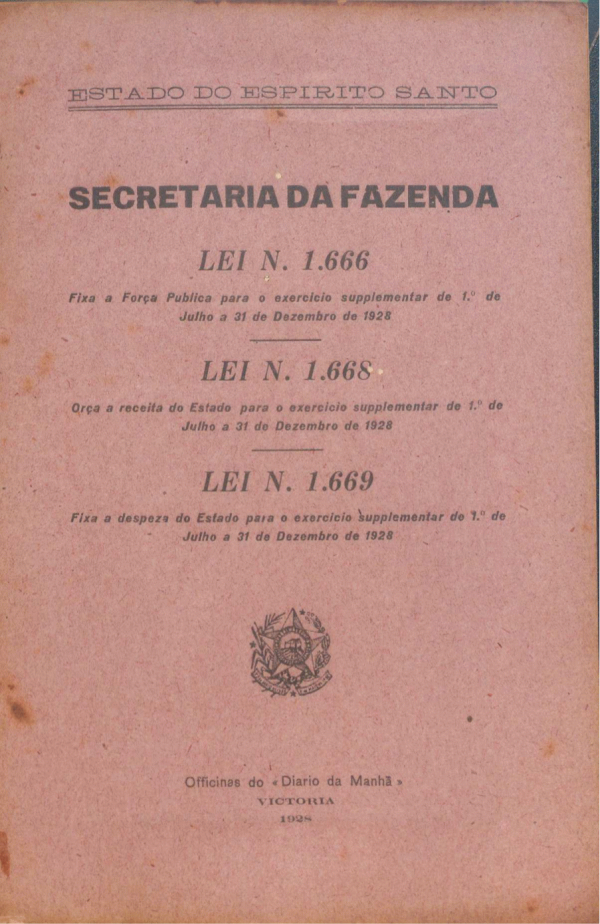 ESTADO DO ESPIRITO SANTO
SECRETARIA DA FAZENDA
LEI N. 1.666
Fixa a Força Publica para o exercicio supplementar de 1.º de
Julho a 31 de Dezembro de 1928
LEI N. 1.668
Orça a receita do Estado para o exercicio supplementar de 1.º de
Julho a 31 de Dezembro de 1928
LEI N. 1.669
Fixa a despeza do Estado para o exercicio supplementar de 1.º de
Julho a 31 de Dezembro de 1928
Officinas do «Diario da Manhã»
VICTORIA
1928